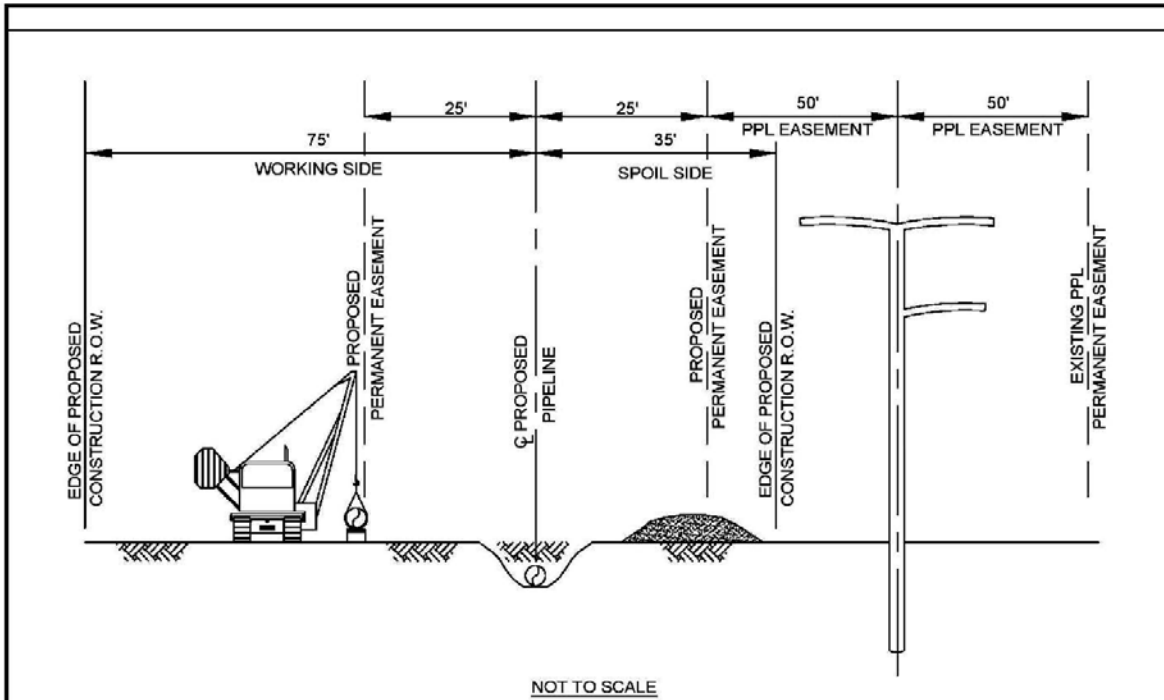 25'
25'
50'
50'
PPL EASEMENT
PPL EASEMENT
75'
35'
WORKING SIDE
SPOIL SIDE
EDGE OF PROPOSED
CONSTRUCTION R.O.W.
PROPOSED
PERMANENT EASEMENT
℄ PROPOSED
PIPELINE
PROPOSED
PERMANENT EASEMENT
EDGE OF PROPOSED
CONSTRUCTION R.O.W.
EXISTING PPL
PERMANENT EASEMENT
NOT TO SCALE